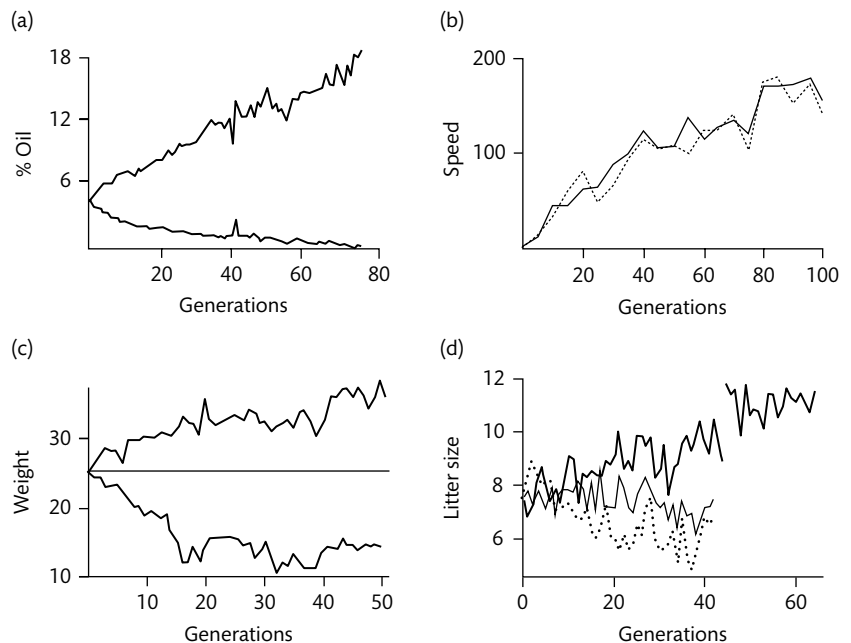 (a)
18
12
6
% Oil
20 40 60 80
Generations
(b)
200
100
Speed
20 40 60 80 100
Generations
(c)
30
20
10
Weight
10 20 30 40 50
Generations
(d)
12
10
8
6
Litter size
0 20 40 60
Generations